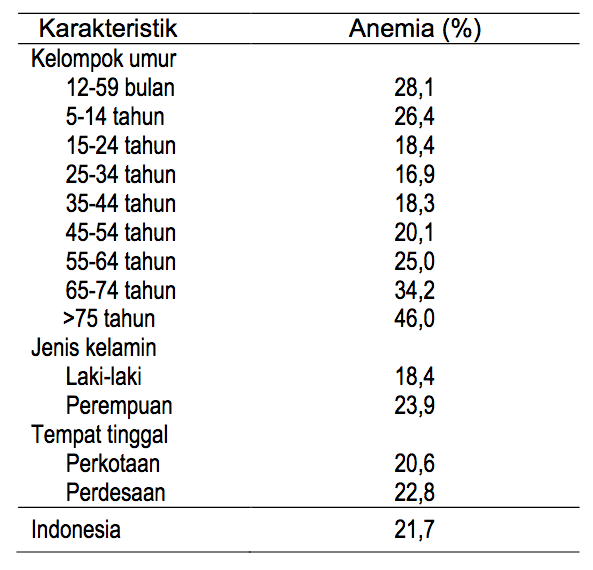 Karakteristik Anemia (%)
Kelompok umur
12-59 bulan 28,1
5-14 tahun 26,4
15-24 tahun 18,4
25-34 tahun 16,9
35-44 tahun 18,3
45-54 tahun 20,1
55-64 tahun 25,0
65-74 tahun 34,2
>75 tahun 46,0
Jenis kelamin
Laki-laki 18,4
Perempuan 23,9
Tempat tinggal
Perkotaan 20,6
Perdesaan 22,8
Indonesia 21,7